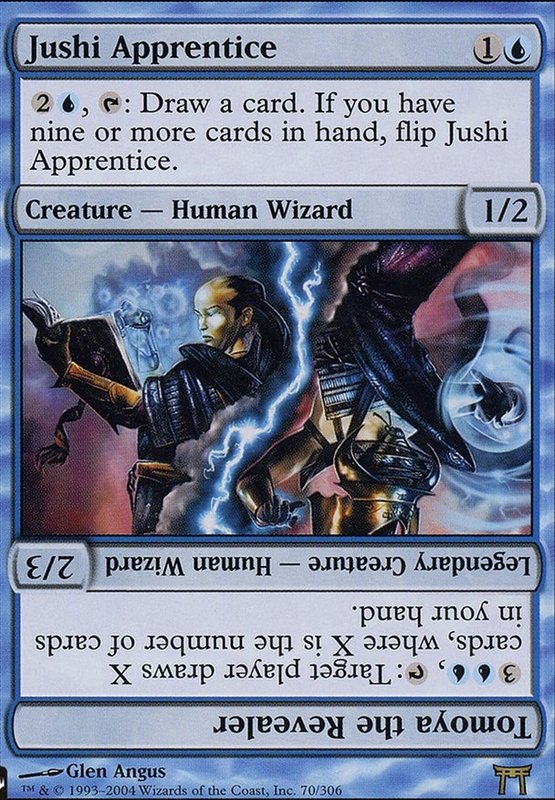 Jushi Apprentice 1
2, : Draw a card. If you have
nine or more cards in hand, flip Jushi
Apprentice.
Creature — Human Wizard 1/2
Tomoya the Revealer
3, : Target player draws X
cards, where X is the number of cards
in your hand.
Legendary Creature — Human Wizard 2/3
Glen Angus
™ & © 1993–2004 Wizards of the Coast, Inc. 70/306